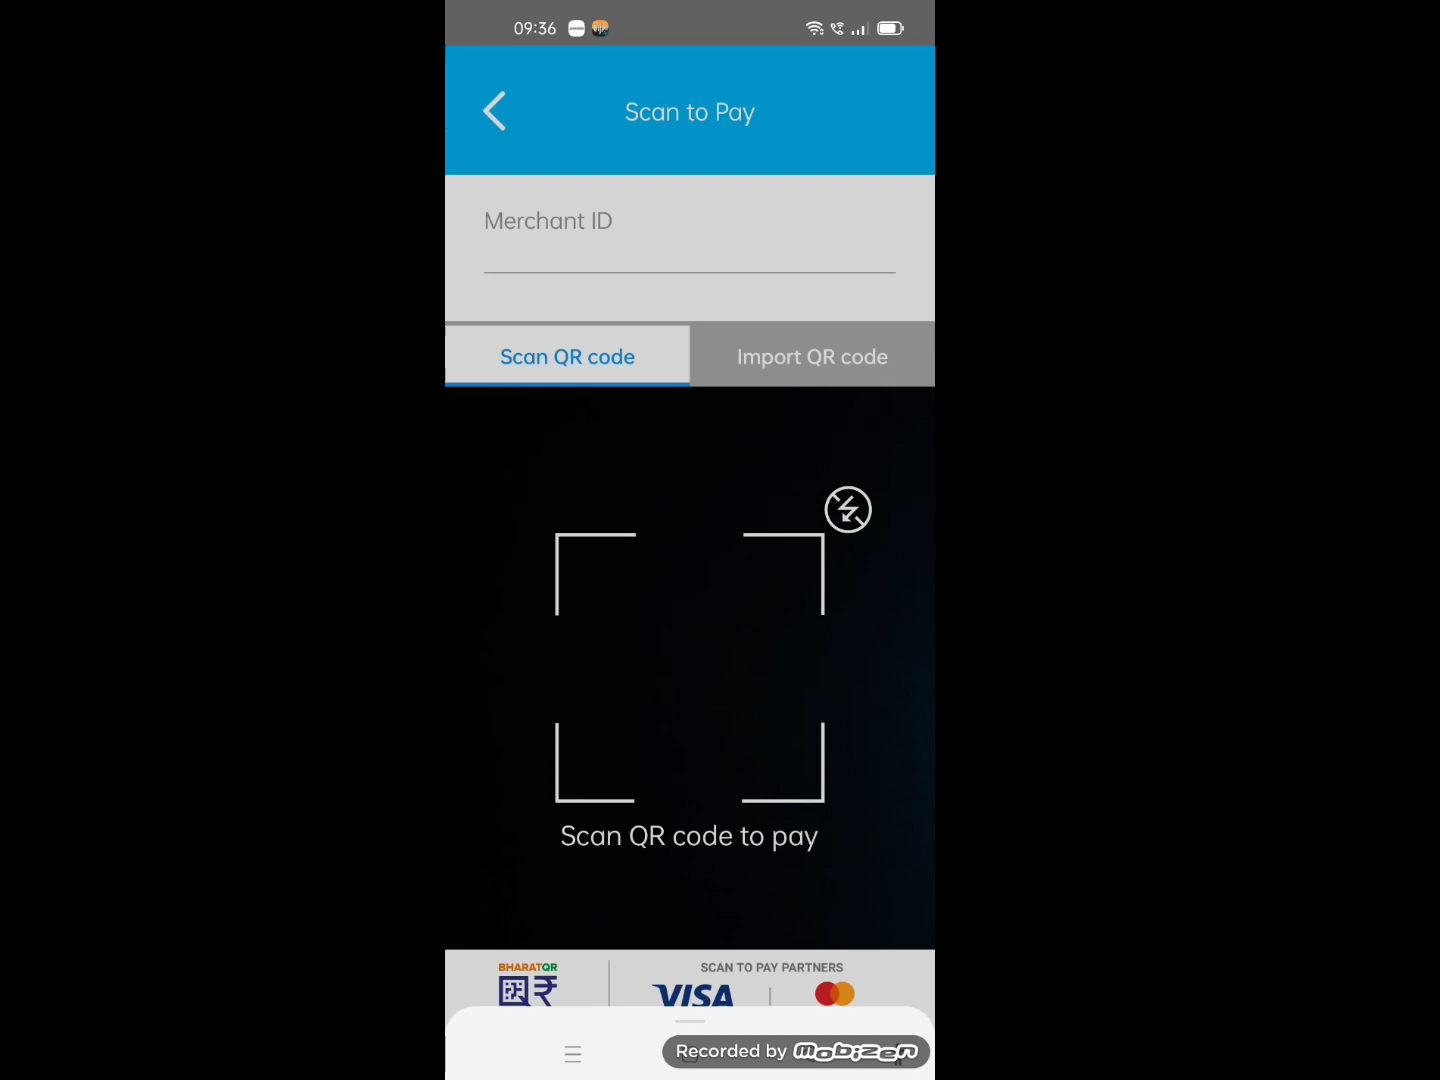 09:36
Scan to Pay
Merchant ID
Scan QR code
Import QR code
Scan QR code to pay
BHARATQR
SCAN TO PAY PARTNERS
VISA
Recorded by mobizen